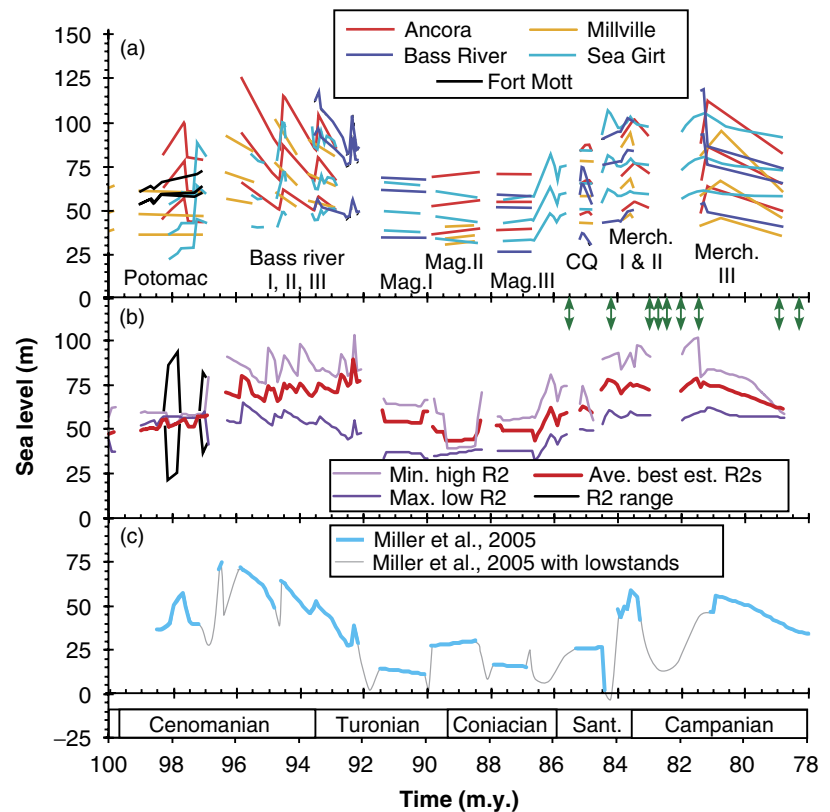 (a)
Ancora
Millville
Bass River
Sea Girt
Fort Mott
150
125
100
75
50
25
0
Potomac
Bass river
I, II, III
Mag.I
Mag.II
Mag.III
CQ
Merch.
I & II
Merch.
III
(b)
100
75
50
25
0
Min. high R2
Ave. best est. R2s
Max. low R2
R2 range
Sea level (m)
(c)
Miller et al., 2005
Miller et al., 2005 with lowstands
75
50
25
0
−25
Cenomanian
Turonian
Coniacian
Sant.
Campanian
100 98 96 94 92 90 88 86 84 82 80 78
Time (m.y.)